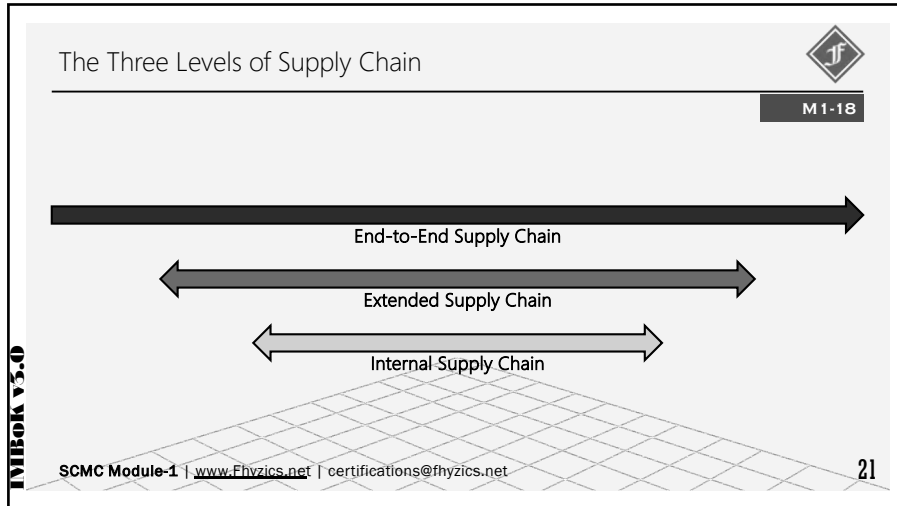 The Three Levels of Supply Chain
M1-18
End-to-End Supply Chain
Extended Supply Chain
Internal Supply Chain
IMBoK v3.0
SCMC Module-1 | www.Fhyzics.net | certifications@fhyzics.net
21